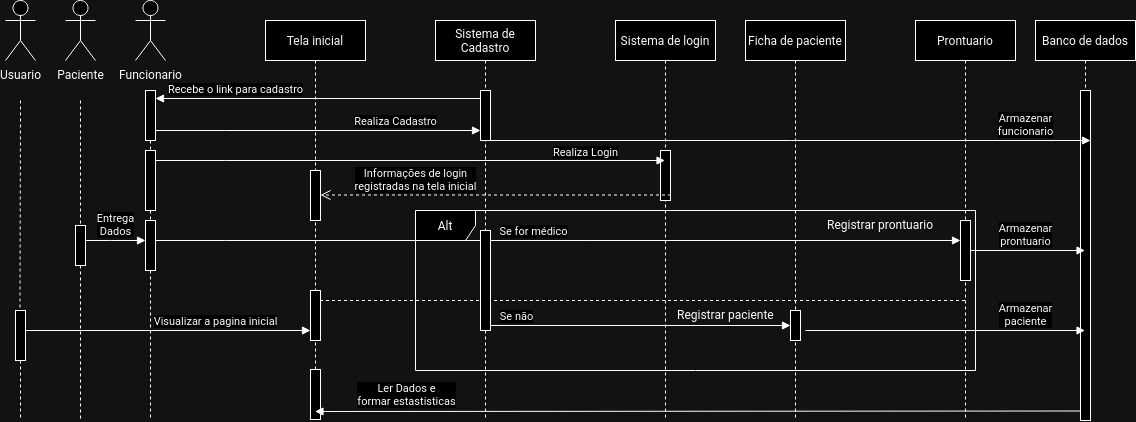 Usuario
Paciente
Funcionario
Tela inicial
Sistema de
Cadastro
Sistema de login
Ficha de paciente
Prontuario
Banco de dados
Recebe o link para cadastro
Realiza Cadastro
Armazenar
funcionario
Realiza Login
Informações de login
registradas na tela inicial
Entrega
Dados
Alt
Se for médico
Registrar prontuario
Armazenar
prontuario
Visualizar a pagina inicial
Se não
Registrar paciente
Armazenar
paciente
Ler Dados e
formar estastisticas